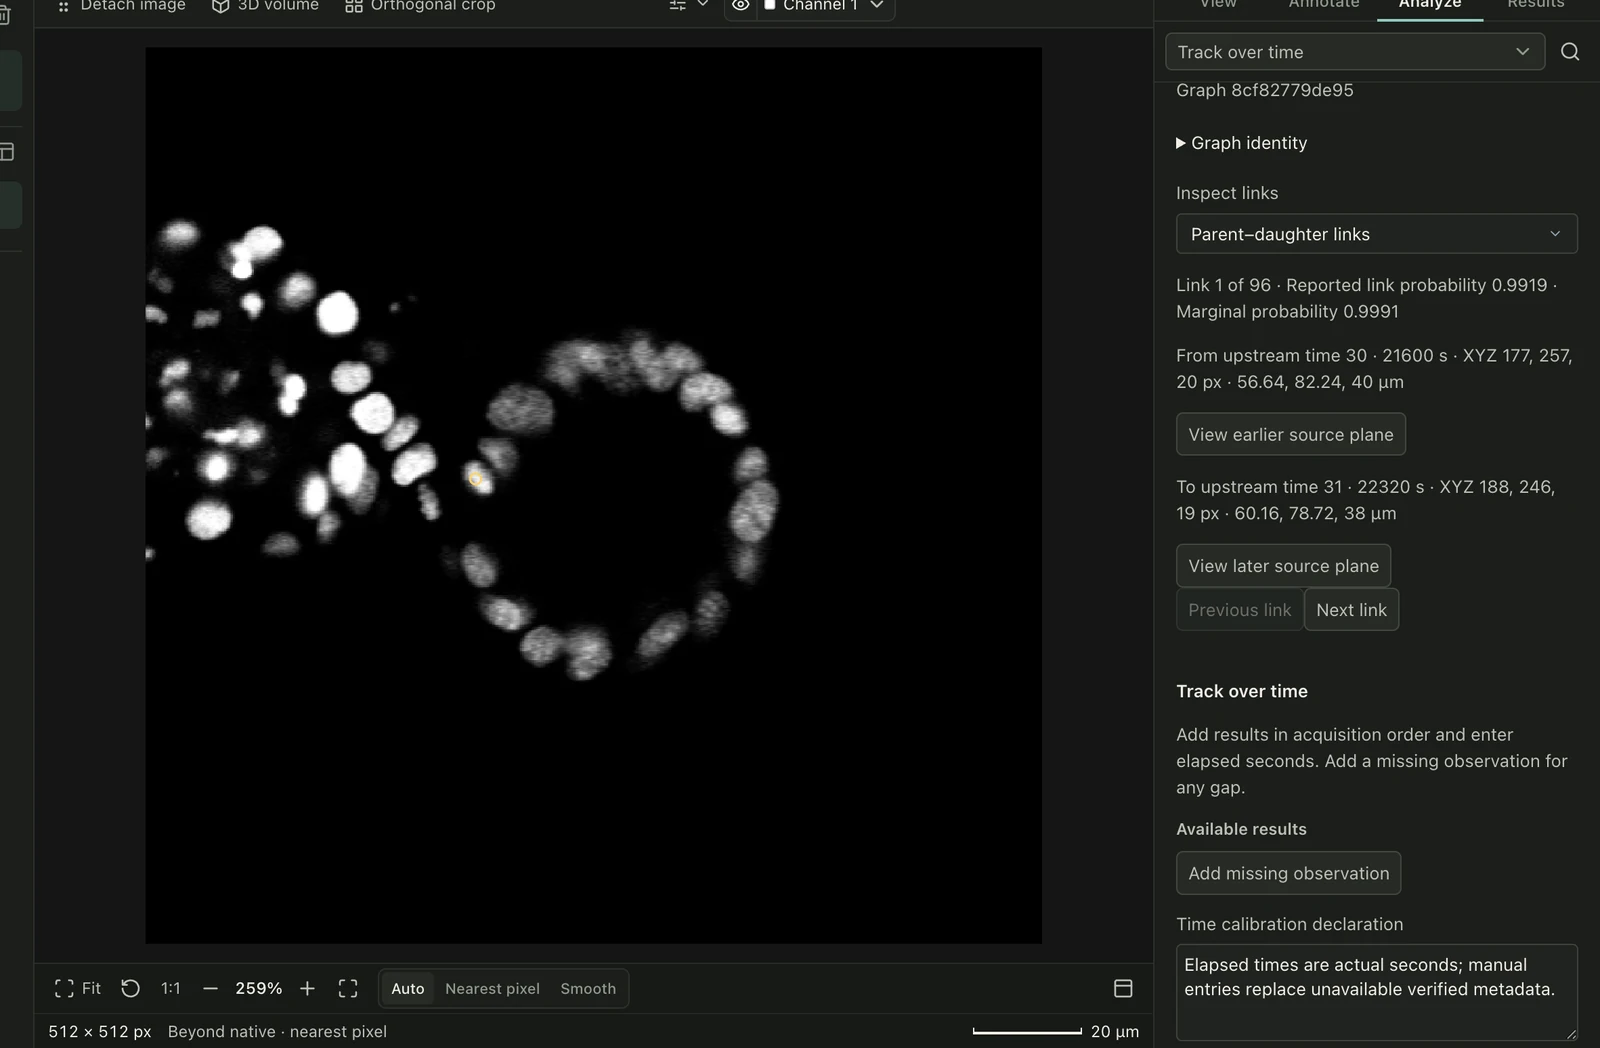 Detach image
3D volume
Orthogonal crop
Channel 1
View
Annotate
Analyze
Results
Track over time
Graph 8cf82779de95
Graph identity
Inspect links
Parent–daughter links
Link 1 of 96 · Reported link probability 0.9919 ·
Marginal probability 0.9991
From upstream time 30 · 21600 s · XYZ 177, 257,
20 px · 56.64, 82.24, 40 µm
View earlier source plane
To upstream time 31 · 22320 s · XYZ 188, 246,
19 px · 60.16, 78.72, 38 µm
View later source plane
Previous link
Next link
Track over time
Add results in acquisition order and enter
elapsed seconds. Add a missing observation for
any gap.
Available results
Add missing observation
Time calibration declaration
Elapsed times are actual seconds; manual
entries replace unavailable verified metadata.
Fit
1:1
259%
Auto
Nearest pixel
Smooth
512 × 512 px
Beyond native · nearest pixel
20 µm